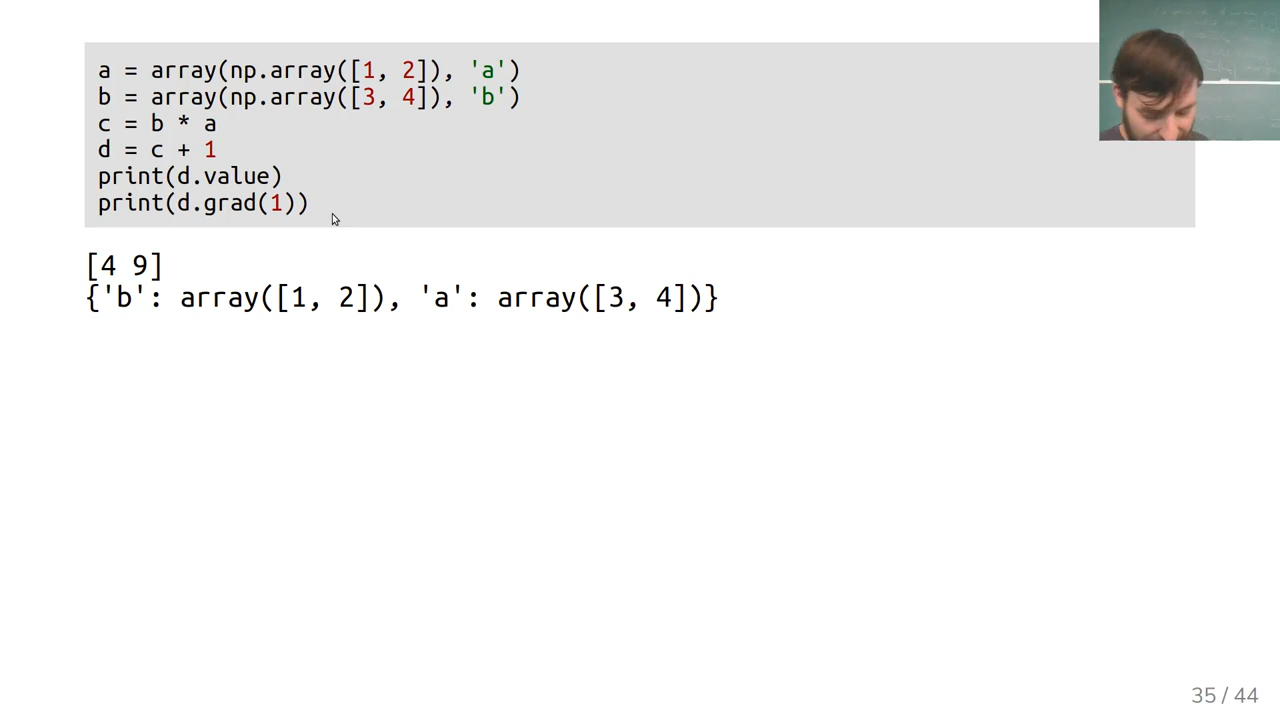 a = array(np.array([1, 2]), 'a')
b = array(np.array([3, 4]), 'b')
c = b * a
d = c + 1
print(d.value)
print(d.grad(1))
[4 9]
{'b': array([1, 2]), 'a': array([3, 4])}
35 / 44